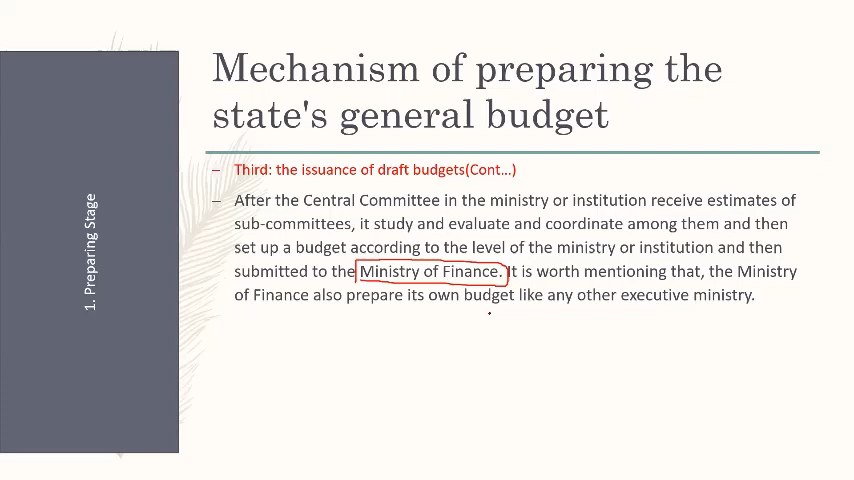 Mechanism of preparing the
state's general budget
– Third: the issuance of draft budgets(Cont...)
– After the Central Committee in the ministry or institution receive estimates of
sub-committees, it study and evaluate and coordinate among them and then
set up a budget according to the level of the ministry or institution and then
submitted to the Ministry of Finance. It is worth mentioning that, the Ministry
of Finance also prepare its own budget like any other executive ministry.
1. Preparing Stage